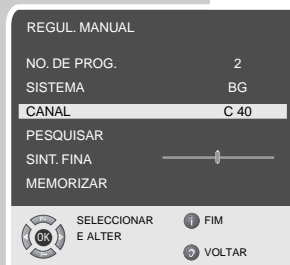 REGUL. MANUAL
NO. DE PROG. 2
SISTEMA BG
CANAL C 40
PESQUISAR
SINT. FINA
MEMORIZAR
SELECCIONAR E ALTER
OK
FIM
VOLTAR